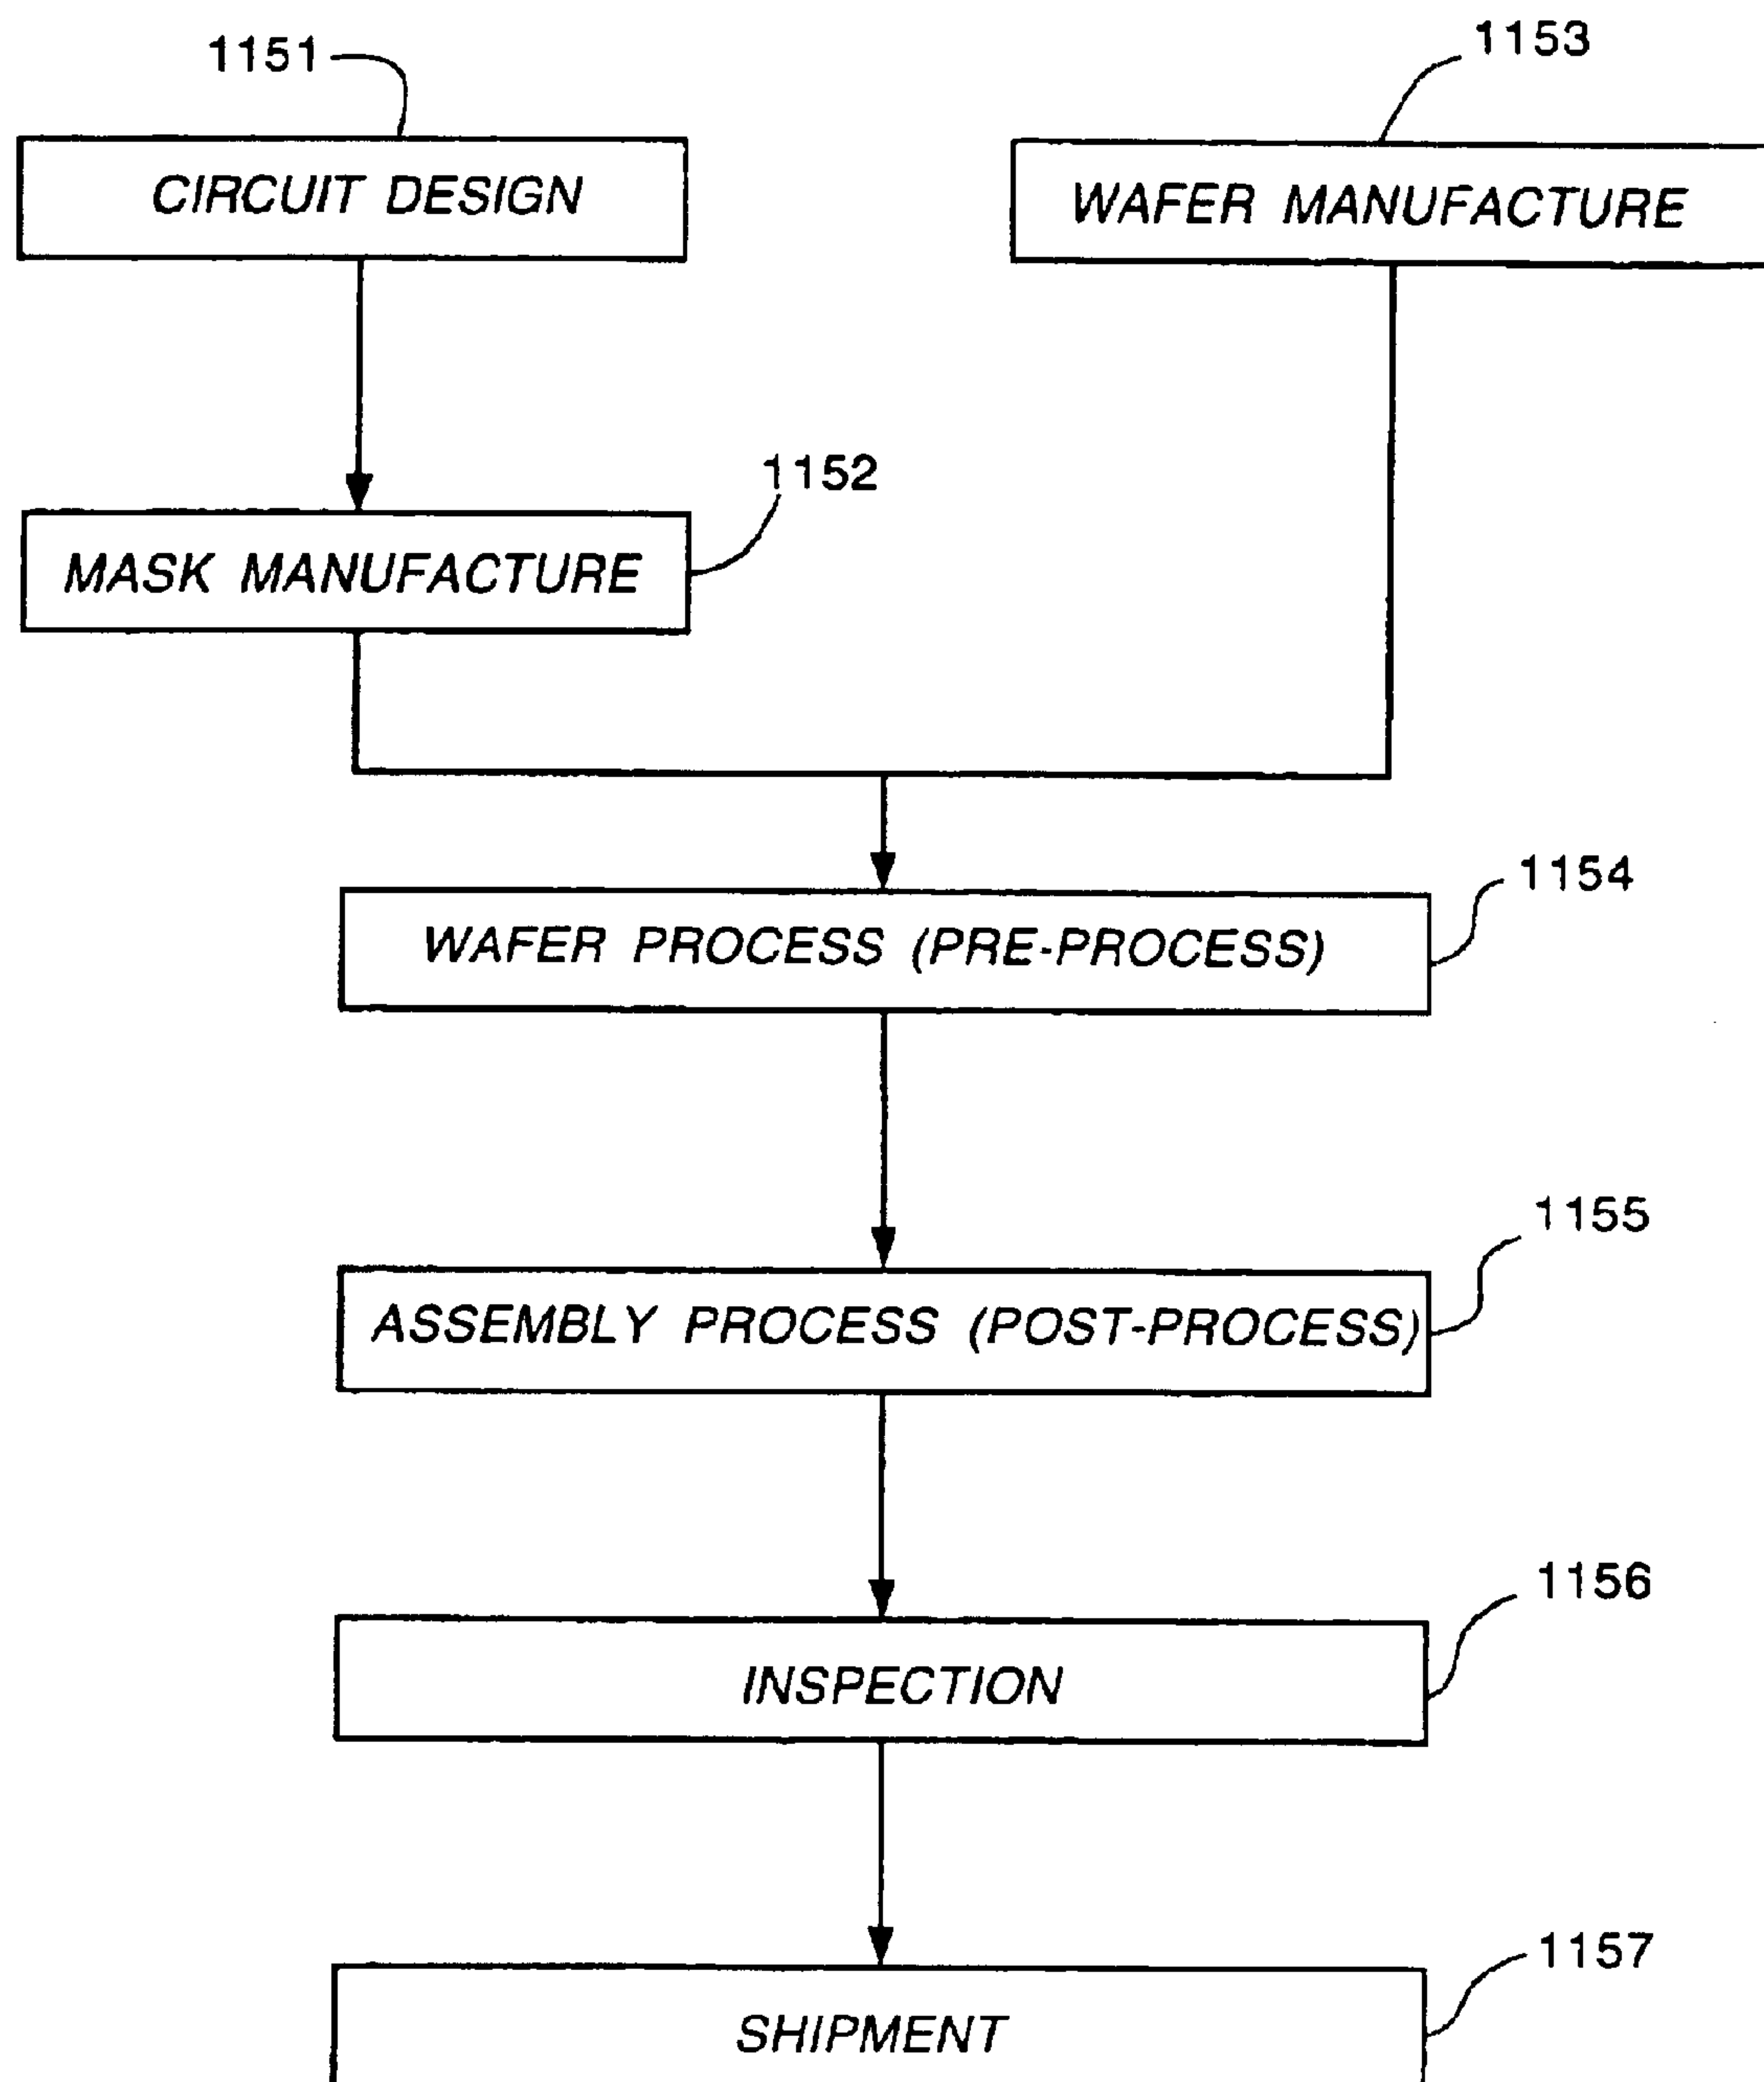 1151
1153
CIRCUIT DESIGN
WAFER MANUFACTURE
1152
MASK MANUFACTURE
1154
WAFER PROCESS (PRE-PROCESS)
1155
ASSEMBLY PROCESS (POST-PROCESS)
1156
INSPECTION
1157
SHIPMENT